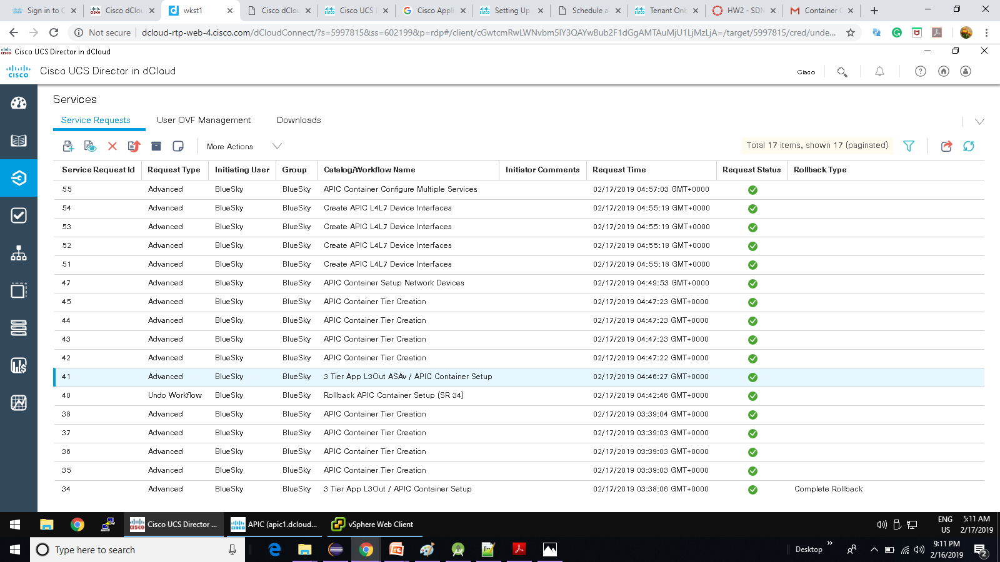 Sign in to C
Cisco dClou
wkst1
Cisco dClou
Cisco UCS D
Cisco Appli
Setting Up
Schedule a
Tenant Onb
HW2 - SDN
Container C
Not secure
dcloud-rtp-web-4.cisco.com/dCloudConnect/?s=5997815&ss=602199&p=rdp#/client/cGwtcmRwLWNvbm5lY3QAYwBub2F1dGgAMTAuMjU1LjMzLjA=/target/5997815/cred/unde...
Cisco UCS Director in dCloud
CISCO
Cisco UCS Director in dCloud
Cisco
Services
Service Requests
User OVF Management
Downloads
More Actions
Total 17 items, shown 17 (paginated)
Service Request Id Request Type Initiating User Group Catalog/Workflow Name Initiator Comments Request Time Request Status Rollback Type
55 Advanced BlueSky BlueSky APIC Container Configure Multiple Services 02/17/2019 04:57:03 GMT+0000
54 Advanced BlueSky BlueSky Create APIC L4L7 Device Interfaces 02/17/2019 04:55:19 GMT+0000
53 Advanced BlueSky BlueSky Create APIC L4L7 Device Interfaces 02/17/2019 04:55:19 GMT+0000
52 Advanced BlueSky BlueSky Create APIC L4L7 Device Interfaces 02/17/2019 04:55:18 GMT+0000
51 Advanced BlueSky BlueSky Create APIC L4L7 Device Interfaces 02/17/2019 04:55:18 GMT+0000
47 Advanced BlueSky BlueSky APIC Container Setup Network Devices 02/17/2019 04:49:53 GMT+0000
45 Advanced BlueSky BlueSky APIC Container Tier Creation 02/17/2019 04:47:23 GMT+0000
44 Advanced BlueSky BlueSky APIC Container Tier Creation 02/17/2019 04:47:23 GMT+0000
43 Advanced BlueSky BlueSky APIC Container Tier Creation 02/17/2019 04:47:23 GMT+0000
42 Advanced BlueSky BlueSky APIC Container Tier Creation 02/17/2019 04:47:22 GMT+0000
41 Advanced BlueSky BlueSky 3 Tier App L3Out ASAv / APIC Container Setup 02/17/2019 04:46:27 GMT+0000
40 Undo Workflow BlueSky BlueSky Rollback APIC Container Setup (SR 34) 02/17/2019 04:42:46 GMT+0000
38 Advanced BlueSky BlueSky APIC Container Tier Creation 02/17/2019 03:39:04 GMT+0000
37 Advanced BlueSky BlueSky APIC Container Tier Creation 02/17/2019 03:39:03 GMT+0000
36 Advanced BlueSky BlueSky APIC Container Tier Creation 02/17/2019 03:39:03 GMT+0000
35 Advanced BlueSky BlueSky APIC Container Tier Creation 02/17/2019 03:39:03 GMT+0000
34 Advanced BlueSky BlueSky 3 Tier App L3Out / APIC Container Setup 02/17/2019 03:38:06 GMT+0000 Complete Rollback
Cisco UCS Director ...
APIC (apic1.dcloud...
vSphere Web Client
ENG
US
5:11 AM
2/17/2019
Type here to search
Desktop
9:11 PM
2/16/2019
2